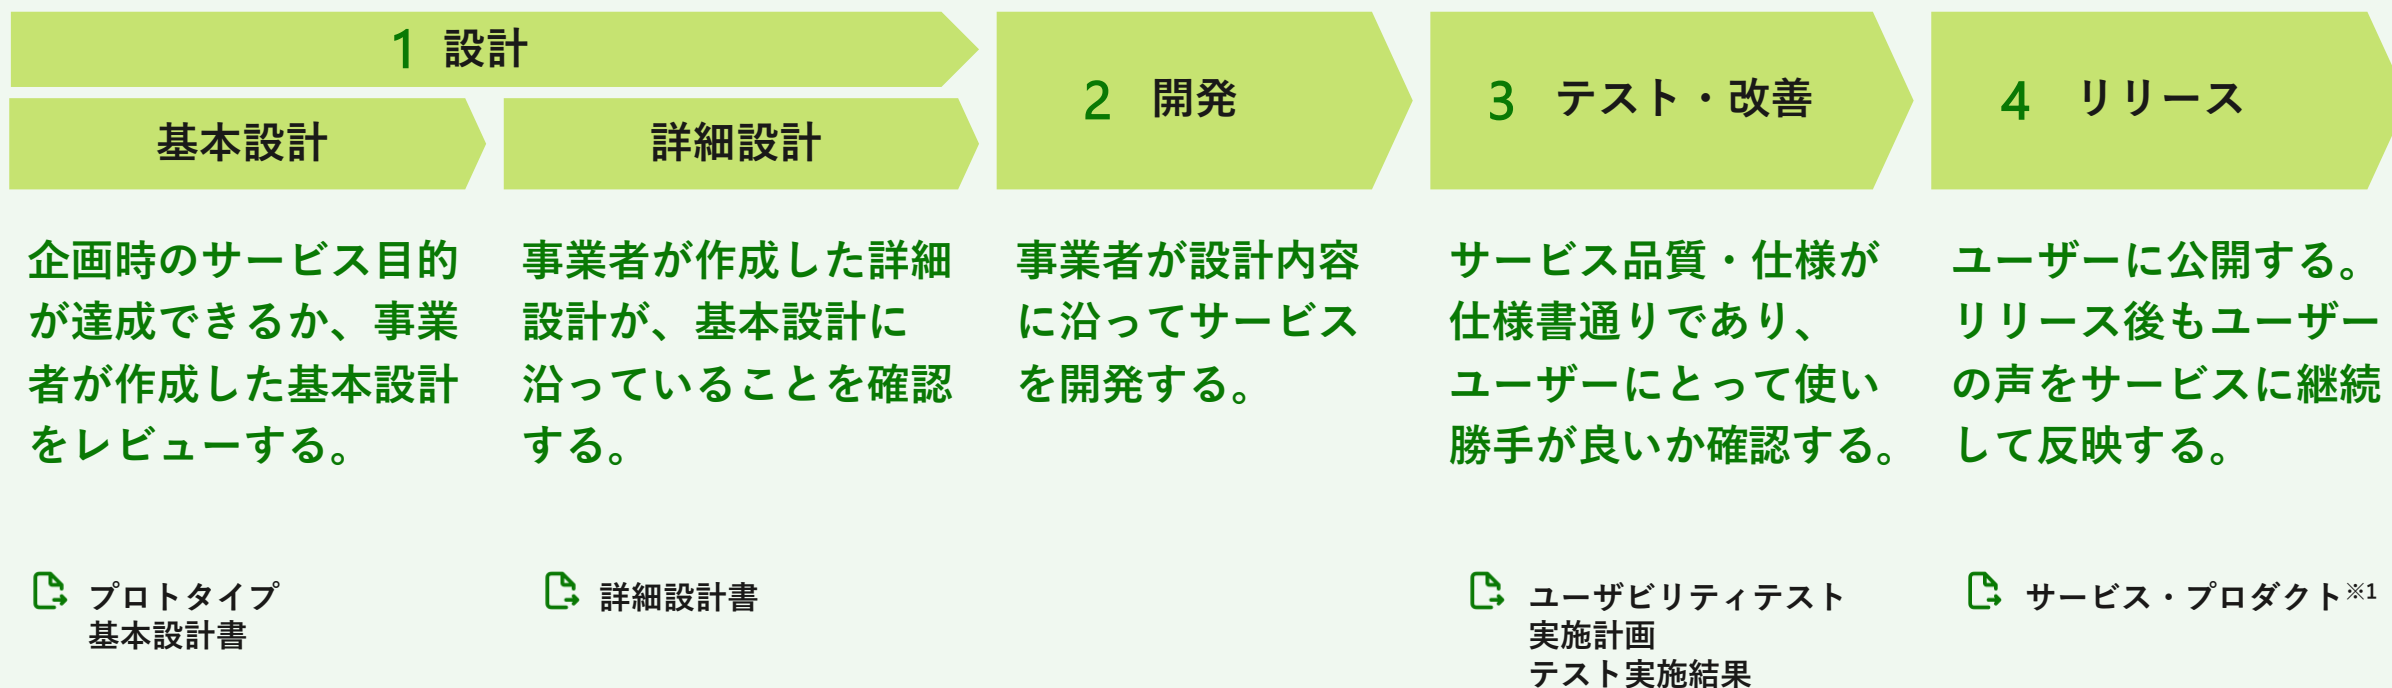 1 設計
基本設計
詳細設計
2 開発
3 テスト・改善
4 リリース
企画時のサービス目的
が達成できるか、事業
者が作成した基本設計
をレビューする。
事業者が作成した詳細
設計が、基本設計に
沿っていることを確認
する。
事業者が設計内容
に沿ってサービス
を開発する。
サービス品質・仕様が
仕様書通りであり、
ユーザーにとって使い
勝手が良いか確認する。
ユーザーに公開する。
リリース後もユーザー
の声をサービスに継続
して反映する。
プロトタイプ
基本設計書
詳細設計書
ユーザビリティテスト
実施計画
テスト実施結果
サービス・プロダクト※1